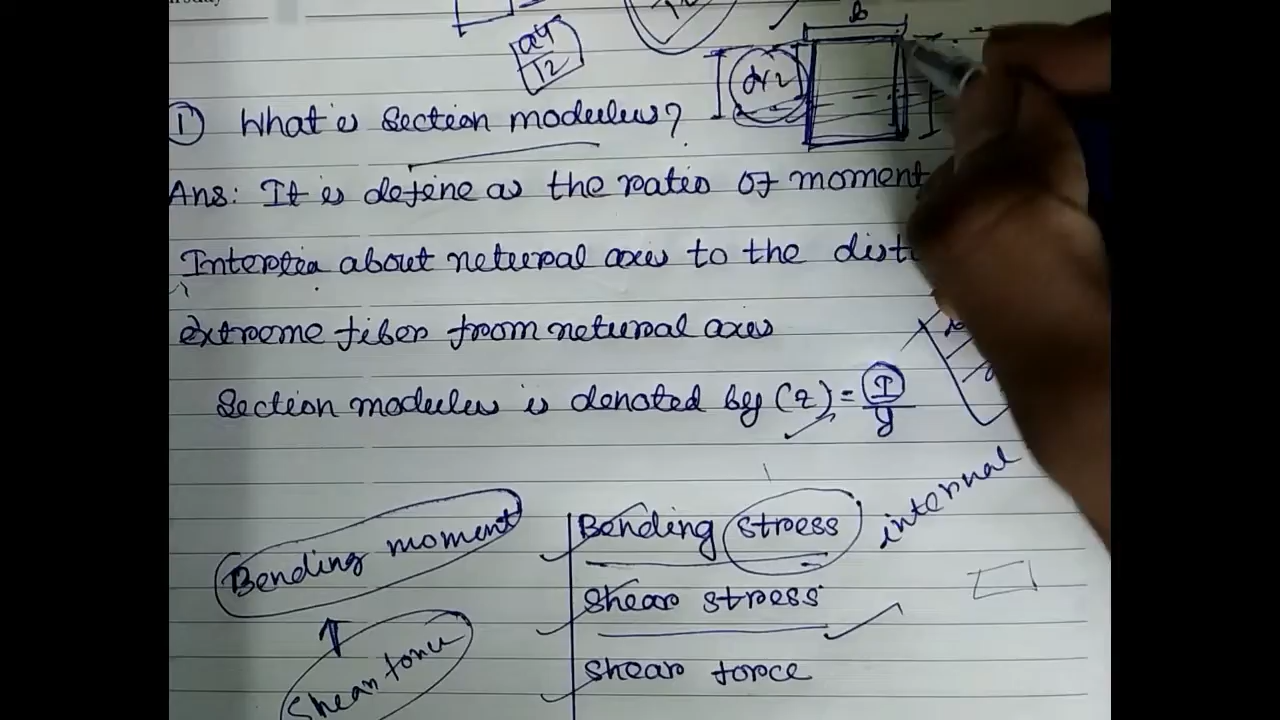 b
a4
12
d/2
① What is Section modulus?
Ans: It is define as the ratio of moment
Intertia about netural axis to the dist
extreme fiber from netural axis
Section modulus is denoted by (z) = I/y
internal
Bending moment
Bending stress
Shear stress
Shear force
Shear force